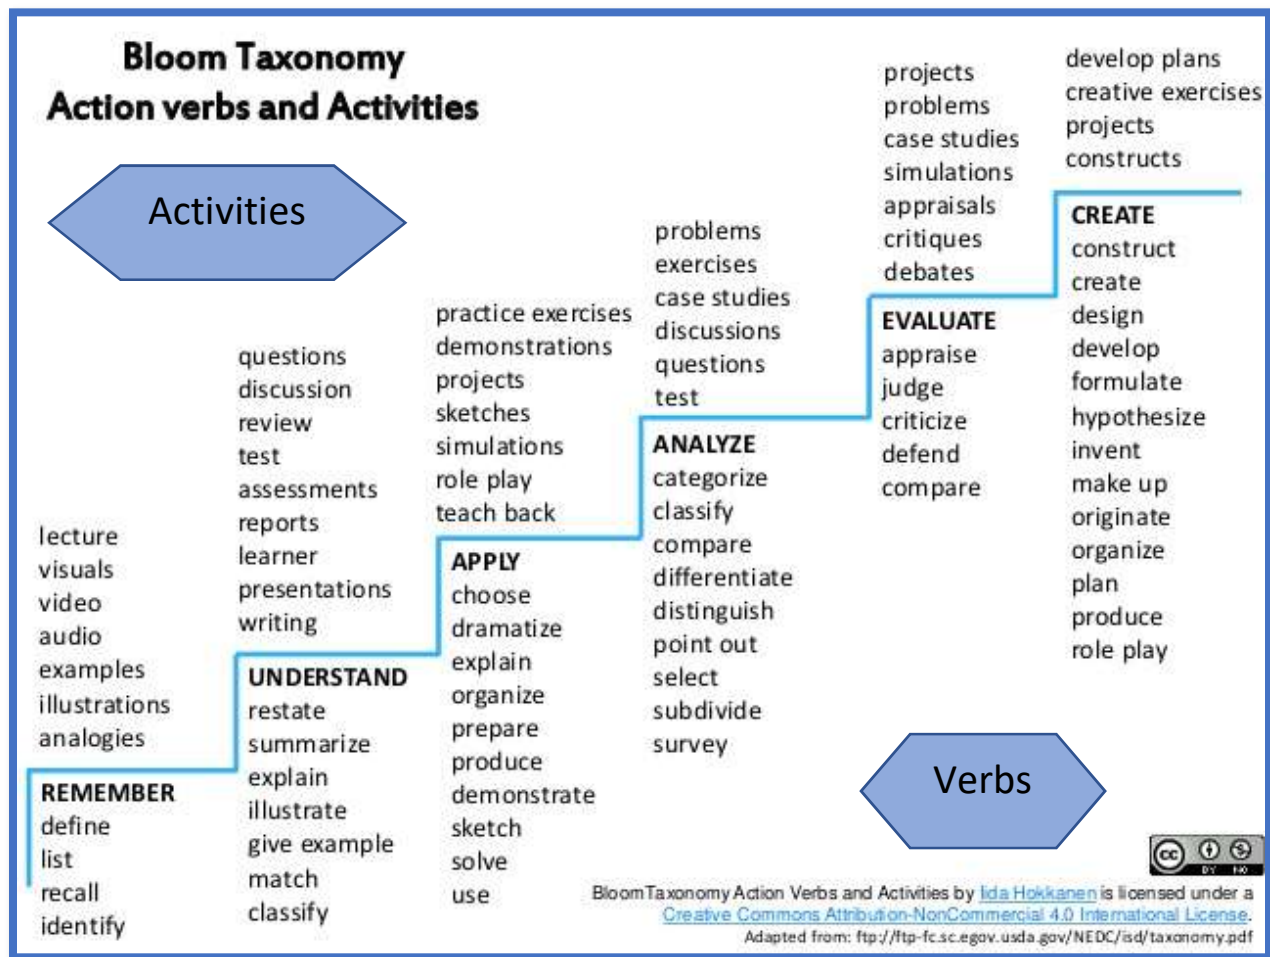 Bloom Taxonomy
Action verbs and Activities
Activities
lecture
visuals
video
audio
examples
illustrations
analogies
REMEMBER
define
list
recall
identify
questions
discussion
review
test
assessments
reports
learner
presentations
writing
UNDERSTAND
restate
summarize
explain
illustrate
give example
match
classify
practice exercises
demonstrations
projects
sketches
simulations
role play
teach back
APPLY
choose
dramatize
explain
organize
prepare
produce
demonstrate
sketch
solve
use
problems
exercises
case studies
discussions
questions
test
ANALYZE
categorize
classify
compare
differentiate
distinguish
point out
select
subdivide
survey
projects
problems
case studies
simulations
appraisals
critiques
debates
EVALUATE
appraise
judge
criticize
defend
compare
develop plans
creative exercises
projects
constructs
CREATE
construct
create
design
develop
formulate
hypothesize
invent
make up
originate
organize
plan
produce
role play
Verbs
cc
BY NC
BloomTaxonomy Action Verbs and Activities by Iida Hokkanen is licensed under a
Creative Commons Attribution-NonCommercial 4.0 International License.
Adapted from: ftp://ftp-fc.sc.egov.usda.gov/NEDC/isd/taxonomy.pdf